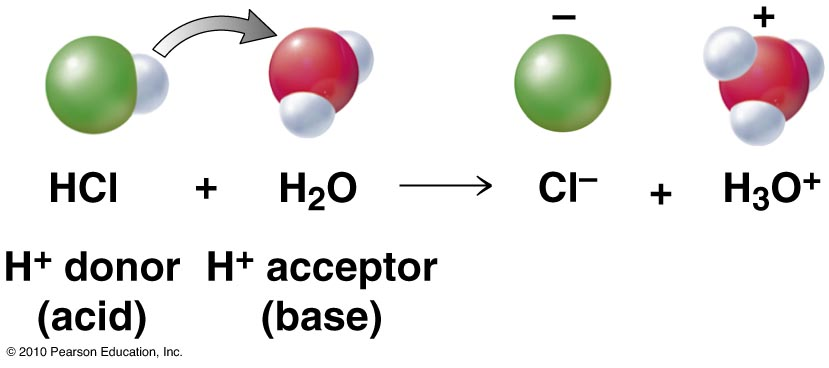 − +
HCl + H₂O ⟶ Cl⁻ + H₃O⁺
H⁺ donor H⁺ acceptor
(acid) (base)
© 2010 Pearson Education, Inc.